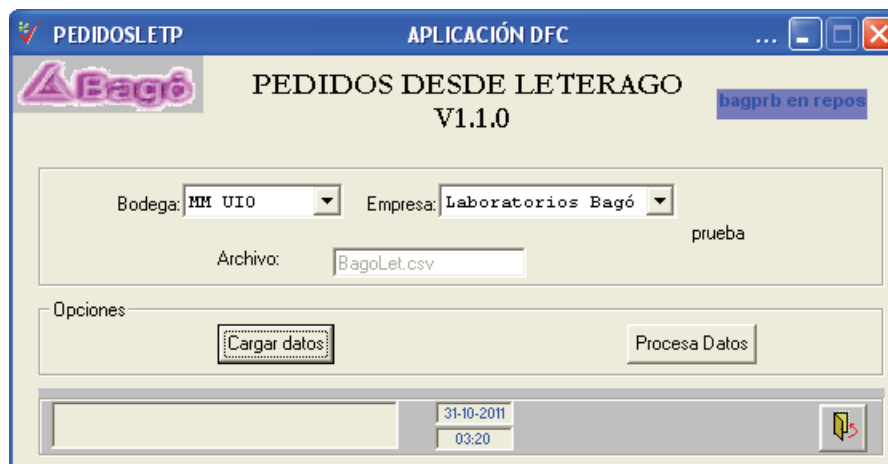 PEDIDOSLETP APLICACIÓN DFC ...
Bagó
PEDIDOS DESDE LETERAGO
V1.1.0
bagprb en repos
Bodega: MM UIO Empresa: Laboratorios Bagó
prueba
Archivo: BagoLet.csv
Opciones
Cargar datos Procesa Datos
31-10-2011
03:20